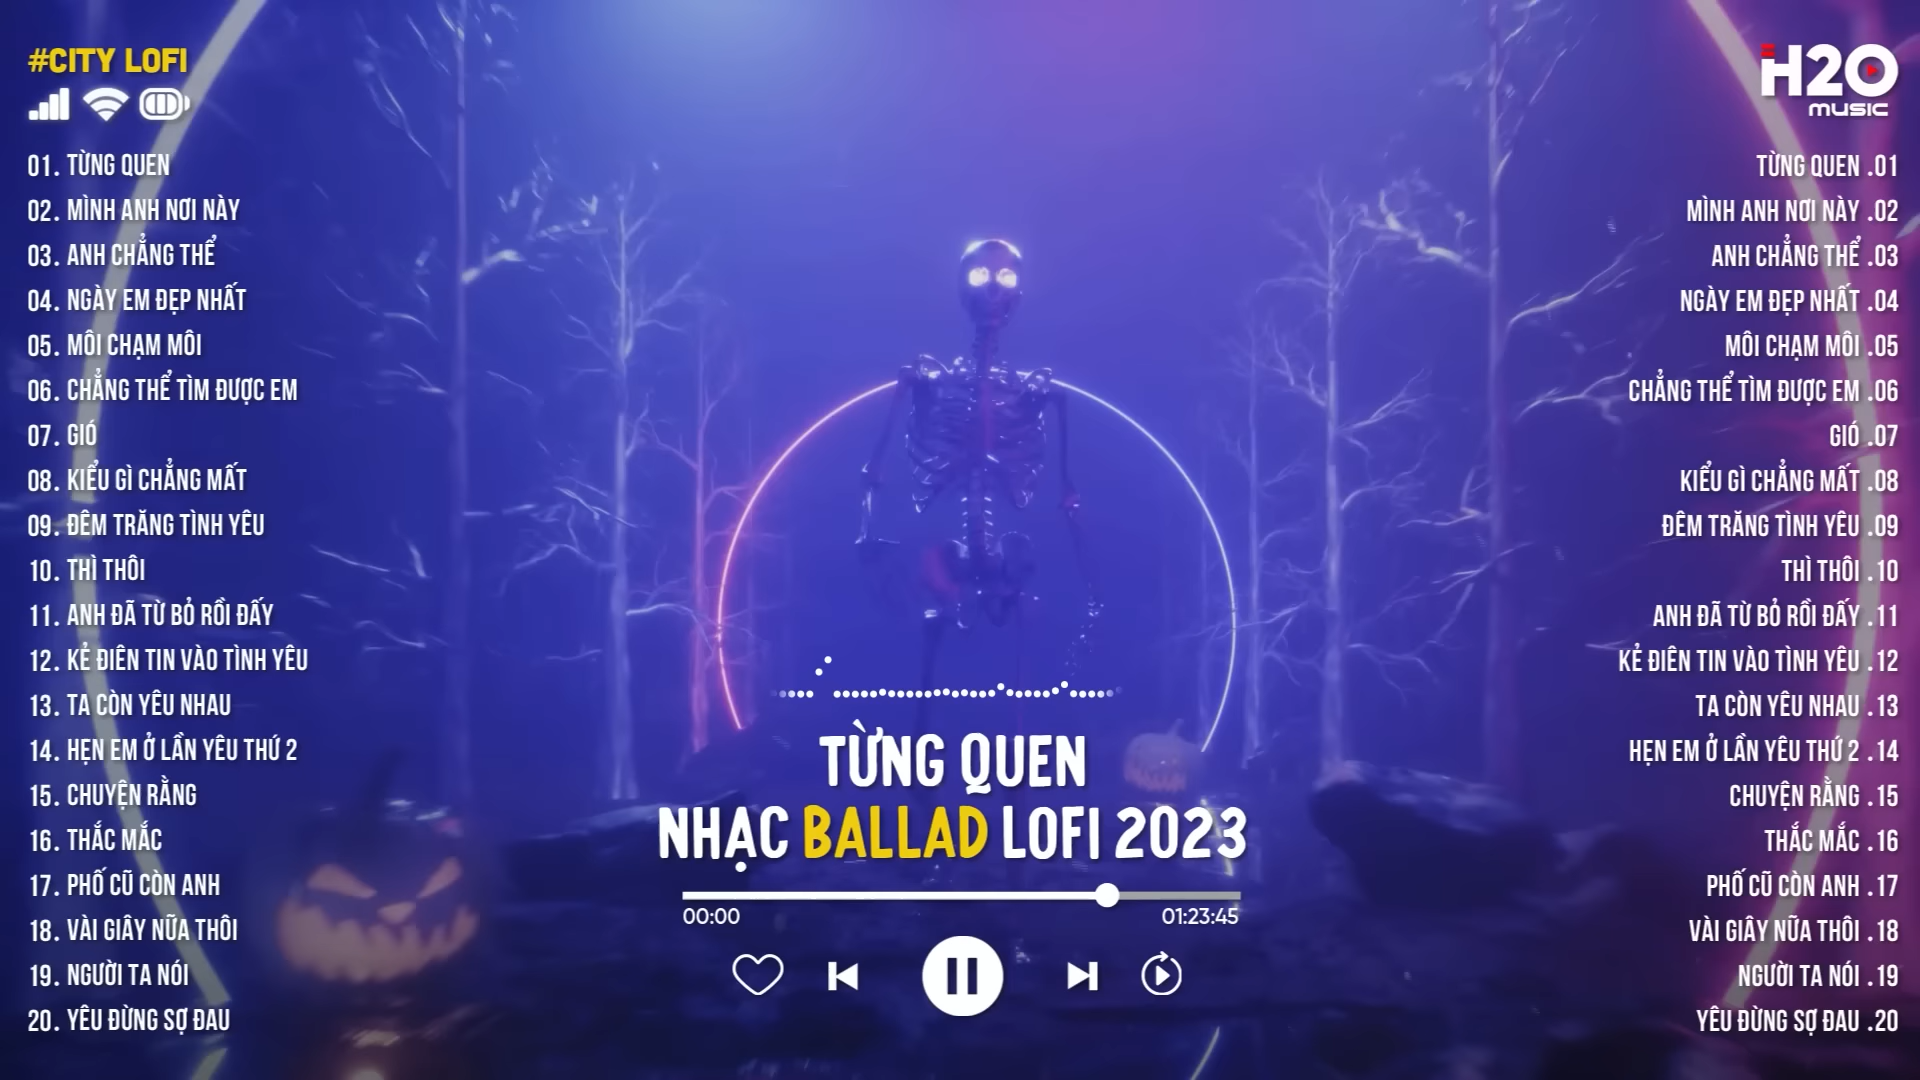 #CITY LOFI
01. TỪNG QUEN
02. MÌNH ANH NƠI NÀY
03. ANH CHẲNG THỂ
04. NGÀY EM ĐẸP NHẤT
05. MÔI CHẠM MÔI
06. CHẲNG THỂ TÌM ĐƯỢC EM
07. GIÓ
08. KIỂU GÌ CHẲNG MẤT
09. ĐÊM TRĂNG TÌNH YÊU
10. THÌ THÔI
11. ANH ĐÃ TỪ BỎ RỒI ĐẤY
12. KẺ ĐIÊN TIN VÀO TÌNH YÊU
13. TA CÒN YÊU NHAU
14. HẸN EM Ở LẦN YÊU THỨ 2
15. CHUYỆN RẰNG
16. THẮC MẮC
17. PHỐ CŨ CÒN ANH
18. VÀI GIÂY NỮA THÔI
19. NGƯỜI TA NÓI
20. YÊU ĐỪNG SỢ ĐAU
TỪNG QUEN
NHẠC BALLAD LOFI 2023
00:00
01:23:45
H2O
MUSIC
TỪNG QUEN .01
MÌNH ANH NƠI NÀY .02
ANH CHẲNG THỂ .03
NGÀY EM ĐẸP NHẤT .04
MÔI CHẠM MÔI .05
CHẲNG THỂ TÌM ĐƯỢC EM .06
GIÓ .07
KIỂU GÌ CHẲNG MẤT .08
ĐÊM TRĂNG TÌNH YÊU .09
THÌ THÔI .10
ANH ĐÃ TỪ BỎ RỒI ĐẤY .11
KẺ ĐIÊN TIN VÀO TÌNH YÊU .12
TA CÒN YÊU NHAU .13
HẸN EM Ở LẦN YÊU THỨ 2 .14
CHUYỆN RẰNG .15
THẮC MẮC .16
PHỐ CŨ CÒN ANH .17
VÀI GIÂY NỮA THÔI .18
NGƯỜI TA NÓI .19
YÊU ĐỪNG SỢ ĐAU .20